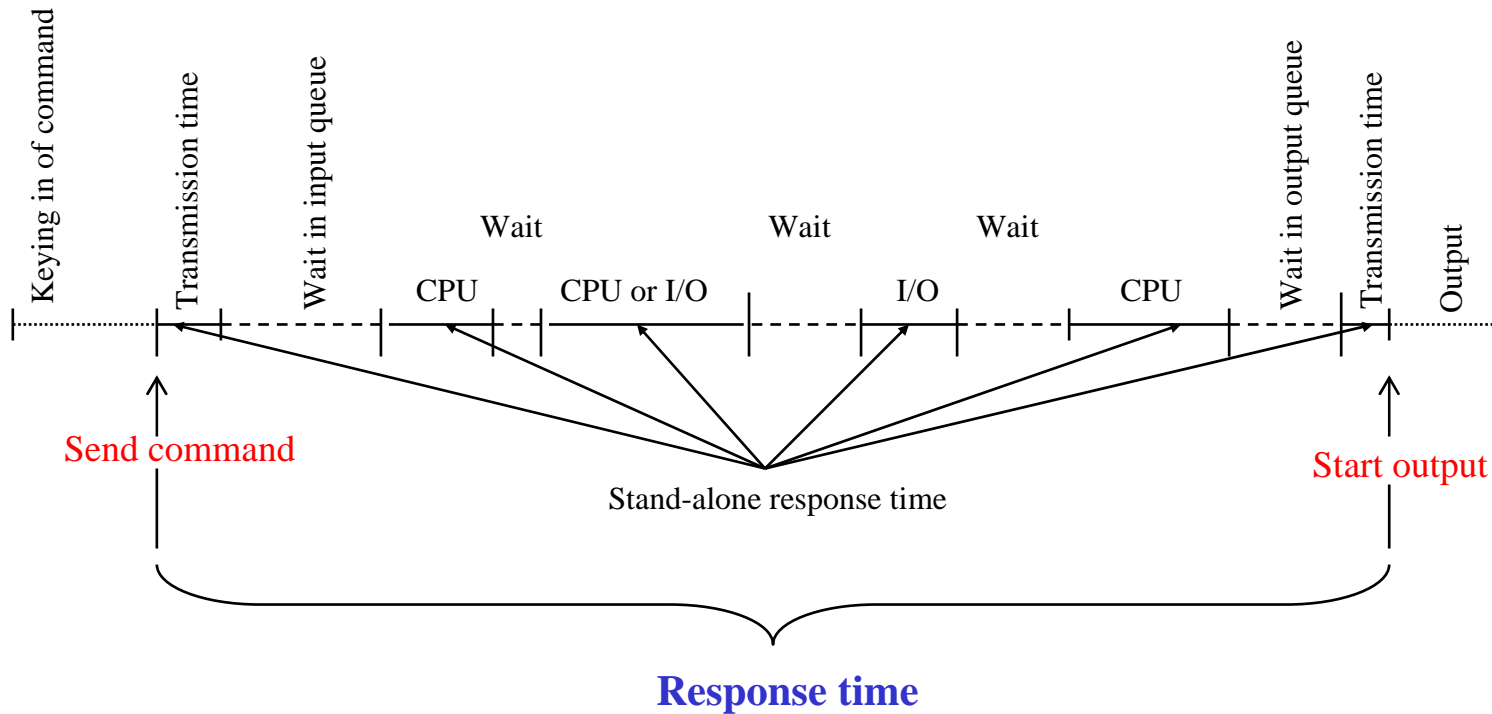 Keying in of command
Transmission time
Wait in input queue
Wait
Wait
Wait
Wait in output queue
Transmission time
Output
CPU
CPU or I/O
I/O
CPU
Send command
Start output
Stand-alone response time
Response time